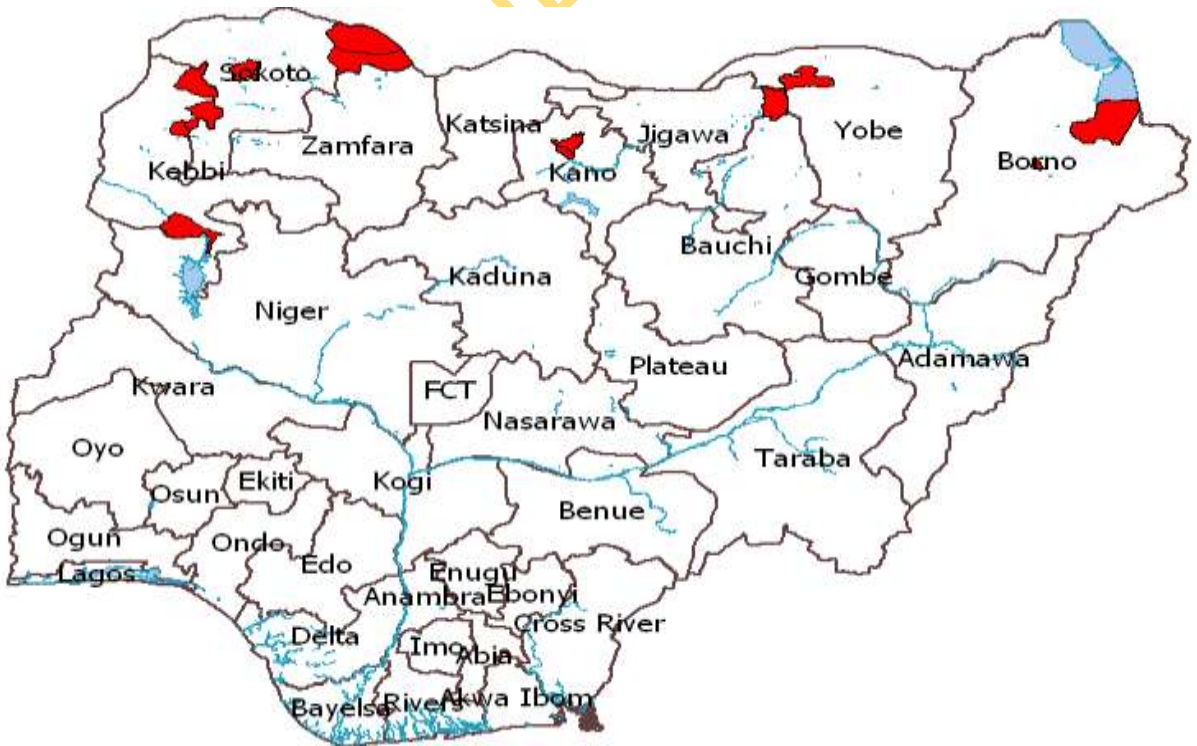 Sokoto
Zamfara
Katsina
Jigawa
Yobe
Kano
Borno
Kebbi
Bauchi
Gombe
Kaduna
Niger
Plateau
Adamawa
Kwara
FCT
Nasarawa
Oyo
Taraba
Osun
Ekiti
Kogi
Benue
Ogun
Ondo
Edo
Lagos
Enugu
Anambra
Ebonyi
Cross River
Delta
Imo
Abia
Bayelsa
Rivers
Akwa Ibom